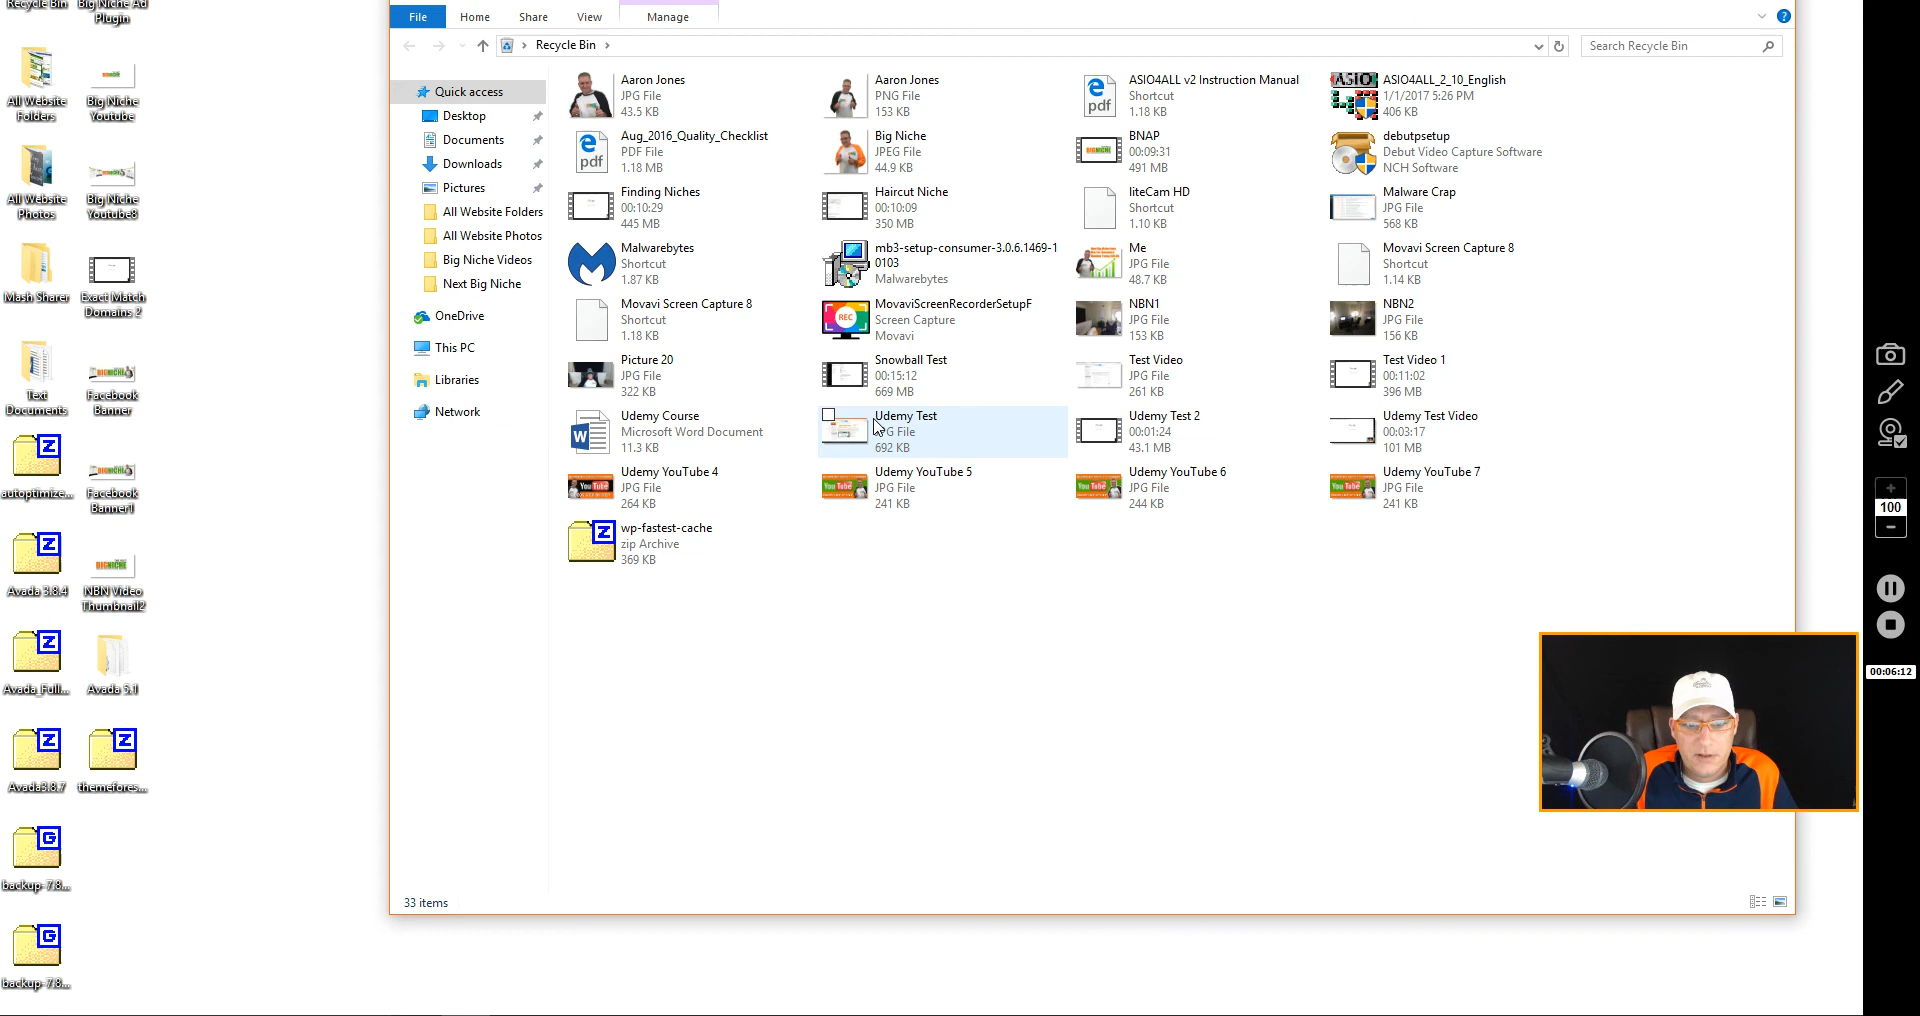 Recycle Bin
Big Niche Ad
Plugin
All Website
Folders
Big Niche
Youtube
All Website
Photos
Big Niche
Youtube8
Mash Sharer
Exact Match
Domains 2
Text
Documents
Facebook
Banner
autoptimize...
Facebook
Banner1
Avada 3.8.4
NBN Video
Thumbnail2
Avada_Full...
Avada 5.1
Avada3.8.7
themefores...
backup-7.8...
backup-7.8...
File
Home
Share
View
Manage
Recycle Bin
Search Recycle Bin
Quick access
Desktop
Documents
Downloads
Pictures
All Website Folders
All Website Photos
Big Niche Videos
Next Big Niche
OneDrive
This PC
Libraries
Network
Aaron Jones
JPG File
43.5 KB
Aaron Jones
PNG File
153 KB
pdf
ASIO4ALL v2 Instruction Manual
Shortcut
1.18 KB
ASIO
ASIO4ALL_2_10_English
1/1/2017 5:26 PM
406 KB
pdf
Aug_2016_Quality_Checklist
PDF File
1.18 MB
Big Niche
JPEG File
44.9 KB
BIGNICHE
BNAP
00:09:31
491 MB
debutpsetup
Debut Video Capture Software
NCH Software
Finding Niches
00:10:29
445 MB
Haircut Niche
00:10:09
350 MB
liteCam HD
Shortcut
1.10 KB
Malware Crap
JPG File
568 KB
Malwarebytes
Shortcut
1.87 KB
mb3-setup-consumer-3.0.6.1469-1
0103
Malwarebytes
Me
JPG File
48.7 KB
Movavi Screen Capture 8
Shortcut
1.14 KB
Movavi Screen Capture 8
Shortcut
1.18 KB
REC
MovaviScreenRecorderSetupF
Screen Capture
Movavi
NBN1
JPG File
153 KB
NBN2
JPG File
156 KB
Picture 20
JPG File
322 KB
Snowball Test
00:15:12
669 MB
Test Video
JPG File
261 KB
Test Video 1
00:11:02
396 MB
Udemy Course
Microsoft Word Document
11.3 KB
Udemy Test
File
692 KB
Udemy Test 2
00:01:24
43.1 MB
Udemy Test Video
00:03:17
101 MB
Udemy YouTube 4
JPG File
264 KB
Udemy YouTube 5
JPG File
241 KB
Udemy YouTube 6
JPG File
244 KB
Udemy YouTube 7
JPG File
241 KB
wp-fastest-cache
zip Archive
369 KB
33 items
100
00:06:12